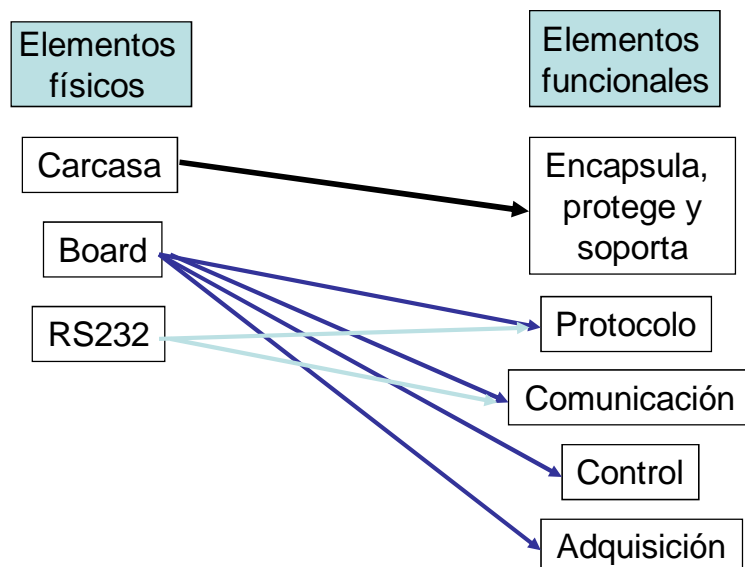 Elementos
físicos
Elementos
funcionales
Carcasa
Encapsula,
protege y
soporta
Board
RS232
Protocolo
Comunicación
Control
Adquisición